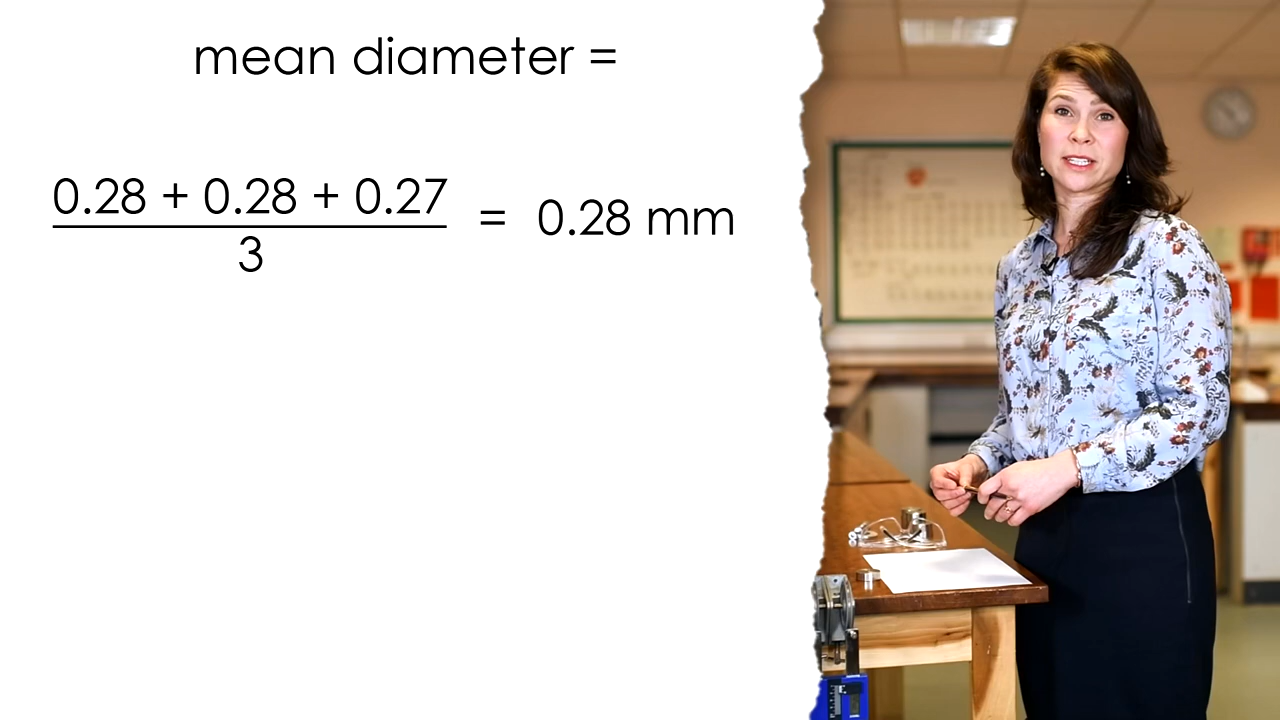 mean diameter =
0.28 + 0.28 + 0.27
= 0.28 mm
3